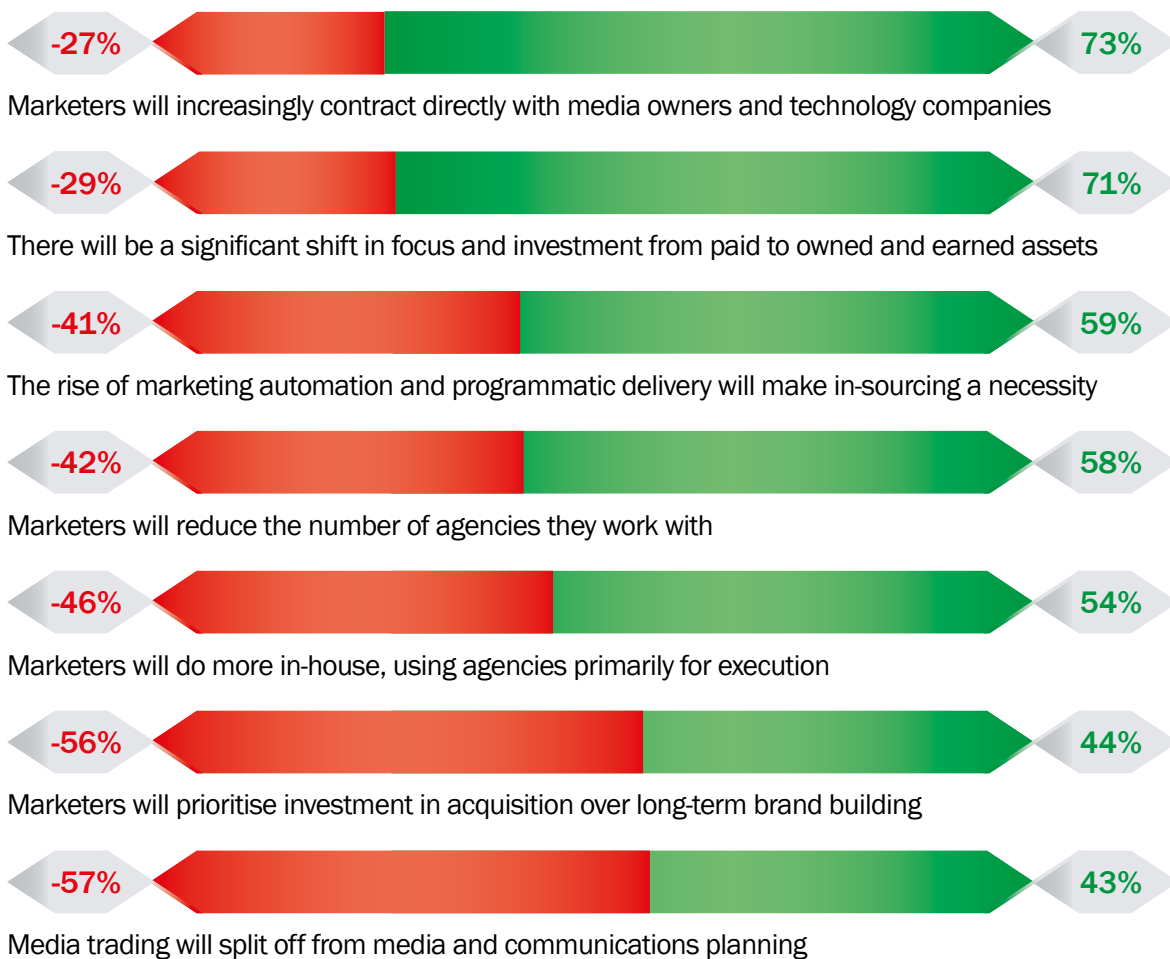 -27% 73%
Marketers will increasingly contract directly with media owners and technology companies
-29% 71%
There will be a significant shift in focus and investment from paid to owned and earned assets
-41% 59%
The rise of marketing automation and programmatic delivery will make in-sourcing a necessity
-42% 58%
Marketers will reduce the number of agencies they work with
-46% 54%
Marketers will do more in-house, using agencies primarily for execution
-56% 44%
Marketers will prioritise investment in acquisition over long-term brand building
-57% 43%
Media trading will split off from media and communications planning